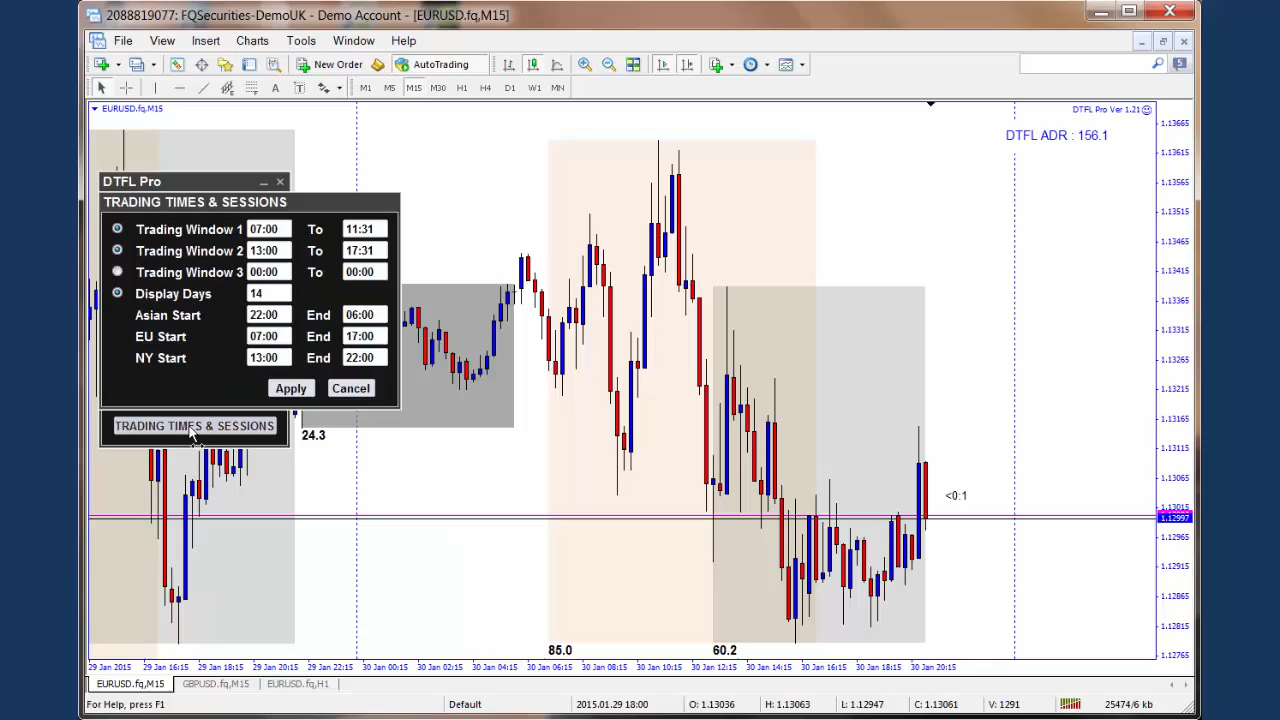 2088819077: FQSecurities-DemoUK - Demo Account - [EURUSD.fq,M15]
File View Insert Charts Tools Window Help
New Order AutoTrading 5
A T M1 M5 M15 M30 H1 H4 D1 W1 MN
EURUSD.fq,M15
DTFL Pro Ver 1.21
DTFL ADR : 156.1
DTFL Pro
TRADING TIMES & SESSIONS
Trading Window 1 07:00 To 11:31
Trading Window 2 13:00 To 17:31
Trading Window 3 00:00 To 00:00
Display Days 14
Asian Start 22:00 End 06:00
EU Start 07:00 End 17:00
NY Start 13:00 End 22:00
Apply Cancel
TRADING TIMES & SESSIONS
24.3
<0:1
85.0
60.2
1.13665
1.13615
1.13565
1.13515
1.13465
1.13415
1.13365
1.13315
1.13265
1.13215
1.13165
1.13115
1.13065
1.13015
1.12997
1.12965
1.12915
1.12865
1.12815
1.12765
29 Jan 2015 29 Jan 16:15 29 Jan 18:15 29 Jan 20:15 29 Jan 22:15 30 Jan 00:15 30 Jan 02:15 30 Jan 04:15 30 Jan 06:15 30 Jan 08:15 30 Jan 10:15 30 Jan 12:15 30 Jan 14:15 30 Jan 16:15 30 Jan 18:15 30 Jan 20:15
EURUSD.fq,M15 GBPUSD.fq,M15 EURUSD.fq,H1
For Help, press F1 Default 2015.01.29 18:00 O: 1.13036 H: 1.13063 L: 1.12947 C: 1.13061 V: 1291 25474/6 kb